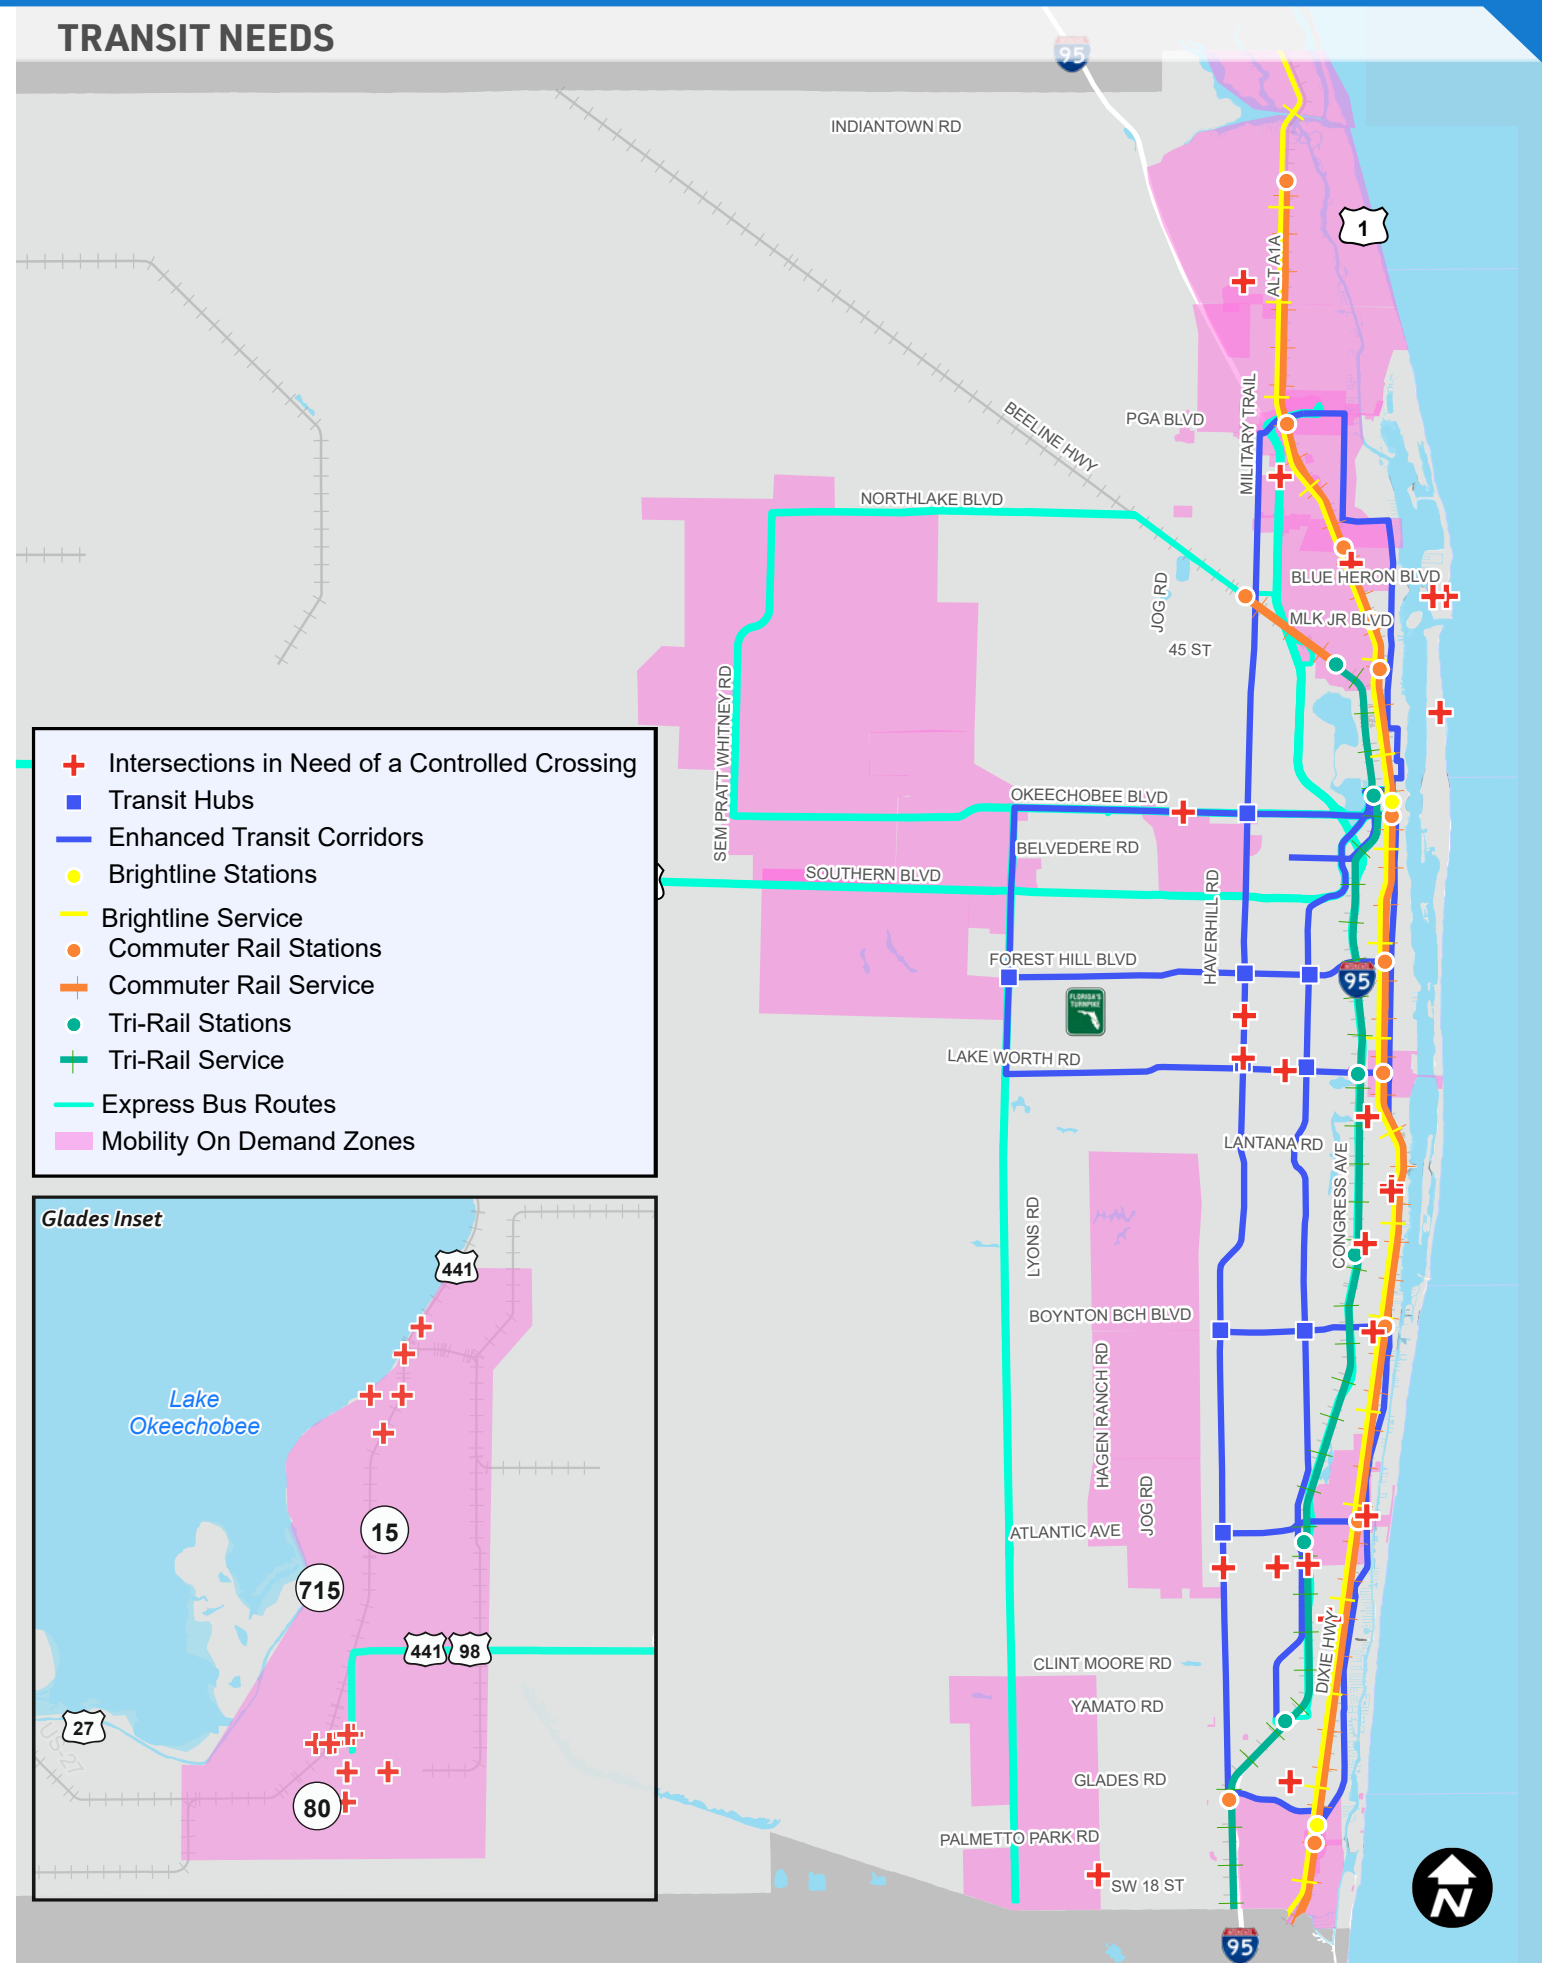 TRANSIT NEEDS
95
INDIANTOWN RD
1
ALT A1A
MILITARY TRAIL
PGA BLVD
BEELINE HWY
NORTHLAKE BLVD
BLUE HERON BLVD
JOG RD
MLK JR BLVD
45 ST
SEM PRATT WHITNEY RD
OKEECHOBEE BLVD
BELVEDERE RD
SOUTHERN BLVD
HAVERHILL RD
FOREST HILL BLVD
95
FLORIDA'S
TURNPIKE
LAKE WORTH RD
LANTANA RD
CONGRESS AVE
LYONS RD
BOYNTON BCH BLVD
HAGEN RANCH RD
JOG RD
ATLANTIC AVE
DIXIE HWY
CLINT MOORE RD
YAMATO RD
GLADES RD
PALMETTO PARK RD
SW 18 ST
95
N
Intersections in Need of a Controlled Crossing
Transit Hubs
Enhanced Transit Corridors
Brightline Stations
Brightline Service
Commuter Rail Stations
Commuter Rail Service
Tri-Rail Stations
Tri-Rail Service
Express Bus Routes
Mobility On Demand Zones
Glades Inset
441
Lake
Okeechobee
15
715
441
98
27
US-27
80